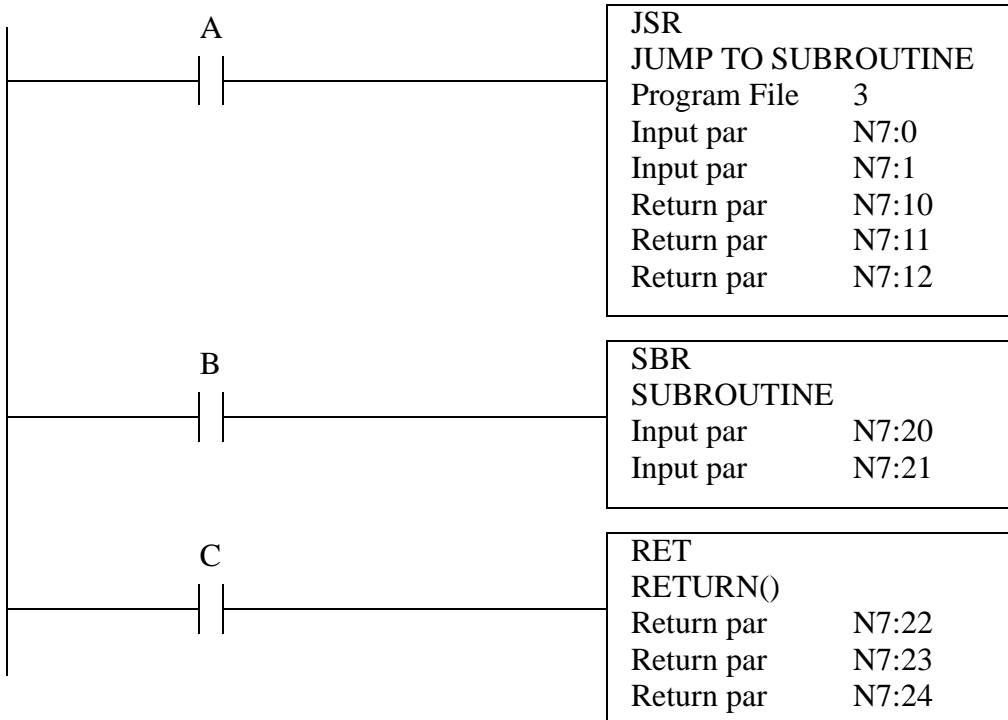 A
JSR
JUMP TO SUBROUTINE
Program File 3
Input par N7:0
Input par N7:1
Return par N7:10
Return par N7:11
Return par N7:12
B
SBR
SUBROUTINE
Input par N7:20
Input par N7:21
C
RET
RETURN()
Return par N7:22
Return par N7:23
Return par N7:24